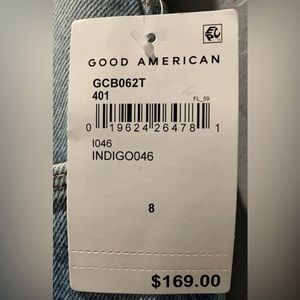 GOOD AMERICAN
GCB062T
401
FL_59
0 19624 26478 1
I046
INDIGO046
8
$169.00